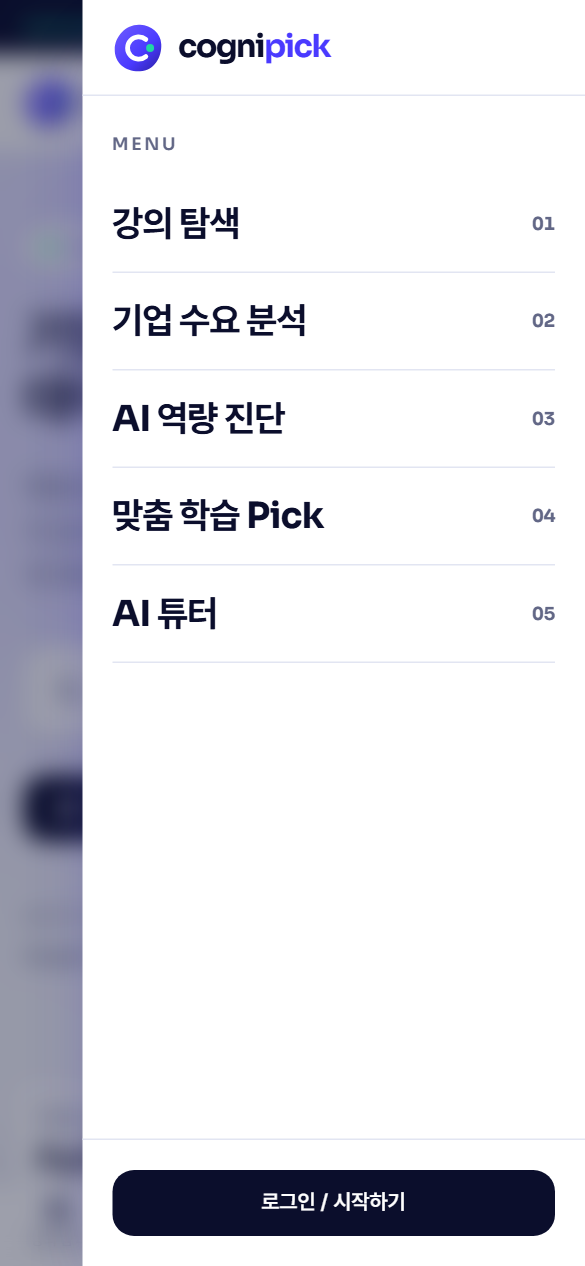 cognipick
MENU
강의 탐색 01
기업 수요 분석 02
AI 역량 진단 03
맞춤 학습 Pick 04
AI 튜터 05
로그인 / 시작하기